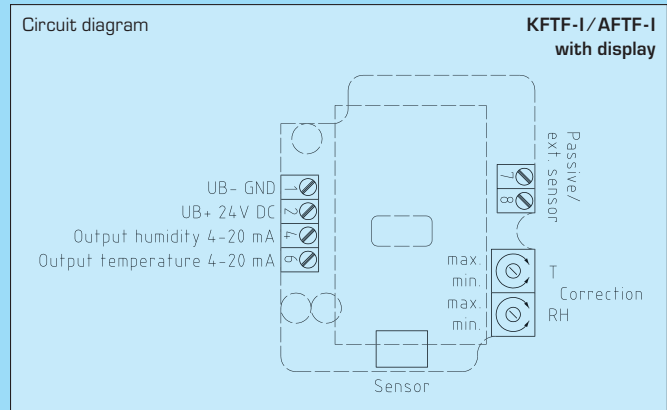 Circuit diagram
KFTF-I / AFTF-I
with display
Passive/
ext. sensor
7
8
UB- GND 1
UB+ 24V DC 2
Output humidity 4-20 mA 4
Output temperature 4-20 mA 6
max.
min.
T
Correction
max.
min.
RH
Sensor